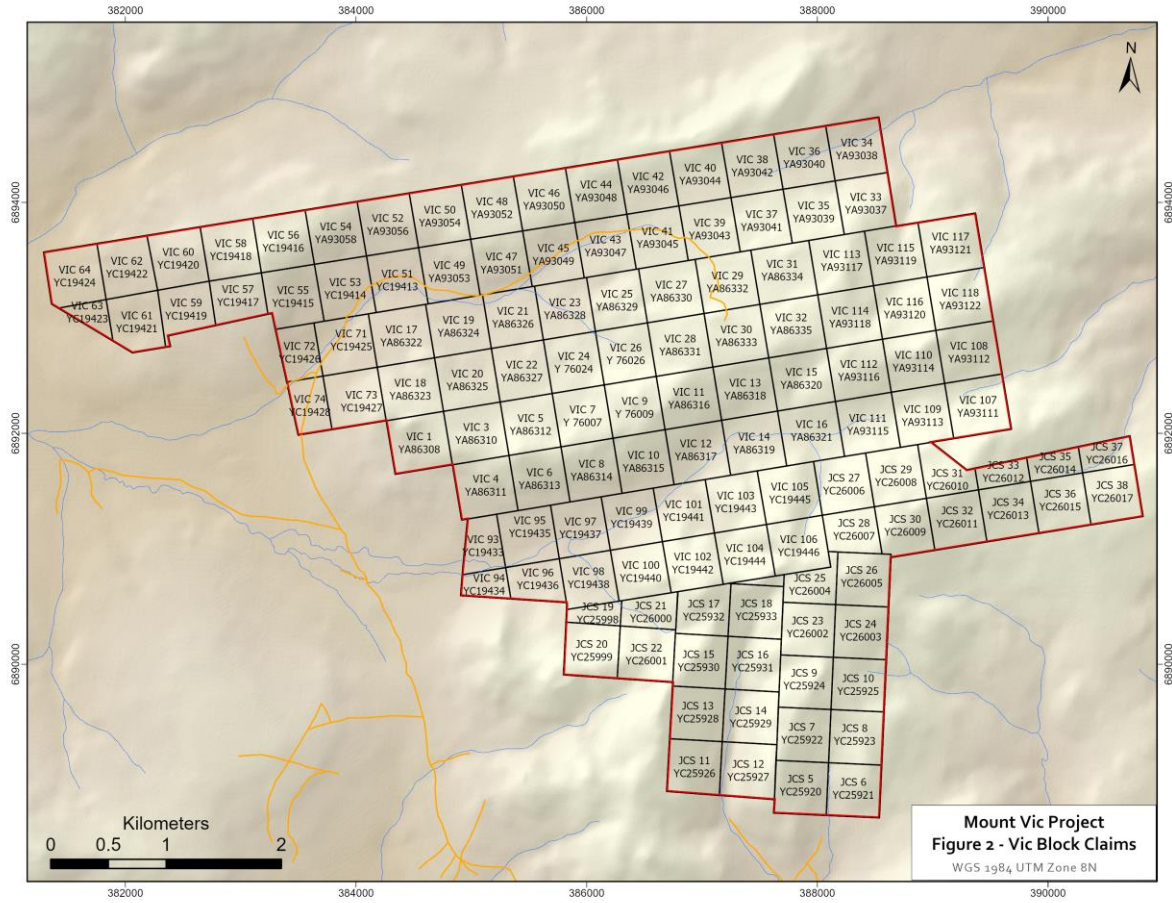 382000
384000
386000
388000
390000
N
6894000
6894000
6892000
6892000
6890000
6890000
VIC 34
YA93038
VIC 36
YA93040
VIC 38
YA93042
VIC 40
YA93044
VIC 42
YA93046
VIC 44
YA93048
VIC 46
YA93050
VIC 48
YA93052
VIC 50
YA93054
VIC 52
YA93056
VIC 54
YA93058
VIC 56
YC19416
VIC 58
YC19418
VIC 60
YC19420
VIC 62
YC19422
VIC 64
YC19424
VIC 33
YA93037
VIC 35
YA93039
VIC 37
YA93041
VIC 39
YA93043
VIC 41
YA93045
VIC 43
YA93047
VIC 45
YA93049
VIC 47
YA93051
VIC 49
YA93053
VIC 51
YC19413
VIC 53
YC19414
VIC 55
YC19415
VIC 57
YC19417
VIC 59
YC19419
VIC 61
YC19421
VIC 63
YC19423
VIC 72
YC19426
VIC 71
YC19425
VIC 17
YA86322
VIC 19
YA86324
VIC 21
YA86326
VIC 23
YA86328
VIC 25
YA86329
VIC 27
YA86330
VIC 29
YA86332
VIC 31
YA86334
VIC 113
YA93117
VIC 115
YA93119
VIC 117
YA93121
VIC 74
YC19428
VIC 73
YC19427
VIC 18
YA86323
VIC 20
YA86325
VIC 22
YA86327
VIC 24
Y 76024
VIC 26
Y 76026
VIC 28
YA86331
VIC 30
YA86333
VIC 32
YA86335
VIC 114
YA93118
VIC 116
YA93120
VIC 118
YA93122
VIC 1
YA86308
VIC 3
YA86310
VIC 5
YA86312
VIC 7
Y 76007
VIC 9
Y 76009
VIC 11
YA86316
VIC 13
YA86318
VIC 15
YA86320
VIC 112
YA93116
VIC 110
YA93114
VIC 108
YA93112
VIC 4
YA86311
VIC 6
YA86313
VIC 8
YA86314
VIC 10
YA86315
VIC 12
YA86317
VIC 14
YA86319
VIC 16
YA86321
VIC 111
YA93115
VIC 109
YA93113
VIC 107
YA93111
VIC 93
YC19433
VIC 95
YC19435
VIC 97
YC19437
VIC 99
YC19439
VIC 101
YC19441
VIC 103
YC19443
VIC 105
YC19445
JCS 27
YC26006
JCS 29
YC26008
JCS 31
YC26010
JCS 33
YC26012
JCS 35
YC26014
JCS 37
YC26016
VIC 94
YC19434
VIC 96
YC19436
VIC 98
YC19438
VIC 100
YC19440
VIC 102
YC19442
VIC 104
YC19444
VIC 106
YC19446
JCS 28
YC26007
JCS 30
YC26009
JCS 32
YC26011
JCS 34
YC26013
JCS 36
YC26015
JCS 38
YC26017
JCS 19
YC25998
JCS 21
YC26000
JCS 17
YC25932
JCS 18
YC25933
JCS 25
YC26004
JCS 26
YC26005
JCS 20
YC25999
JCS 22
YC26001
JCS 15
YC25930
JCS 16
YC25931
JCS 23
YC26002
JCS 24
YC26003
JCS 13
YC25928
JCS 14
YC25929
JCS 9
YC25924
JCS 10
YC25925
JCS 11
YC25926
JCS 12
YC25927
JCS 7
YC25922
JCS 8
YC25923
JCS 5
YC25920
JCS 6
YC25921
Kilometers
0 0.5 1 2
Mount Vic Project
Figure 2 - Vic Block Claims
WGS 1984 UTM Zone 8N
382000
384000
386000
388000
390000